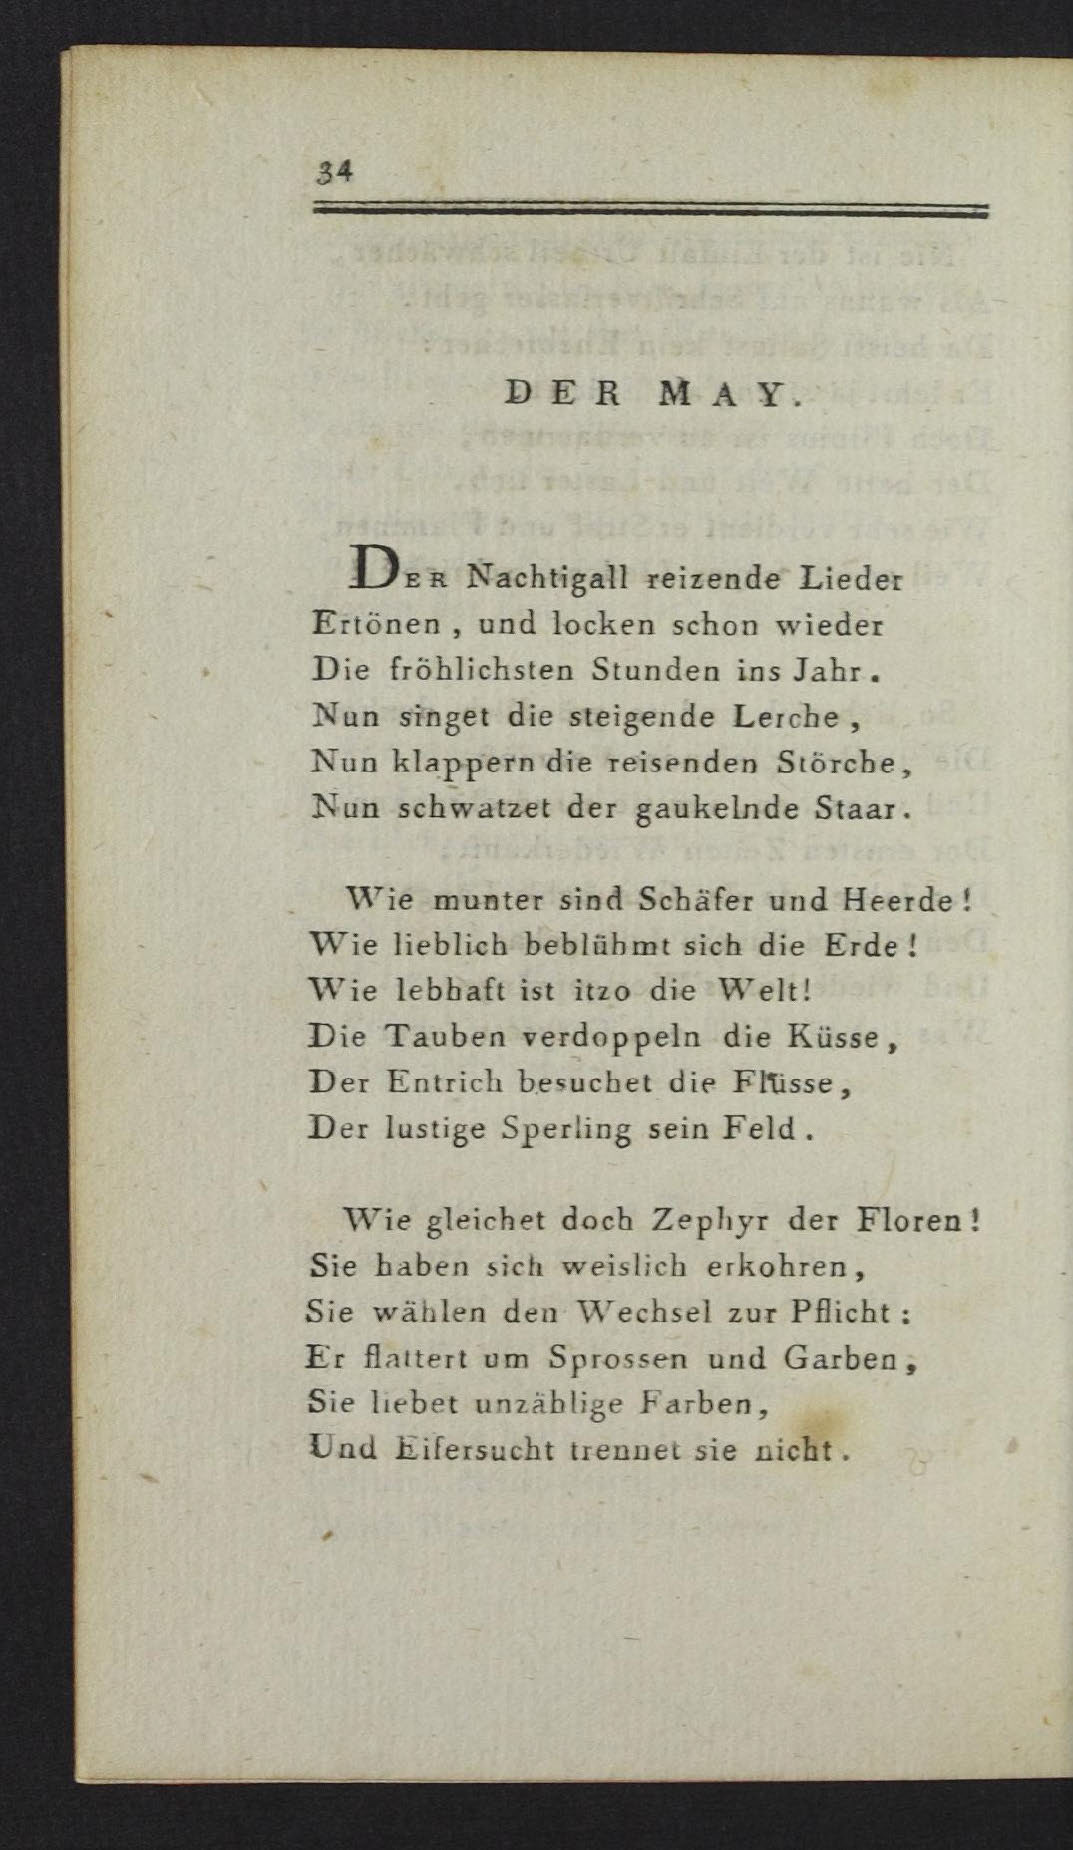 34
DER MAY.
DER Nachtigall reizende Lieder
Ertönen, und locken schon wieder
Die fröhlichsten Stunden ins Jahr.
Nun singet die steigende Lerche,
Nun klappern die reisenden Störche,
Nun schwatzet der gaukelnde Staar.
Wie munter sind Schäfer und Heerde!
Wie lieblich beblühmt sich die Erde!
Wie lebhaft ist itzo die Welt!
Die Tauben verdoppeln die Küsse,
Der Entrich besuchet die Flüsse,
Der lustige Sperling sein Feld.
Wie gleichet doch Zephyr der Floren!
Sie haben sich weislich erkohren,
Sie wählen den Wechsel zur Pflicht:
Er flattert um Sprossen und Garben,
Sie liebet unzählige Farben,
Und Eifersucht trennet sie nicht.